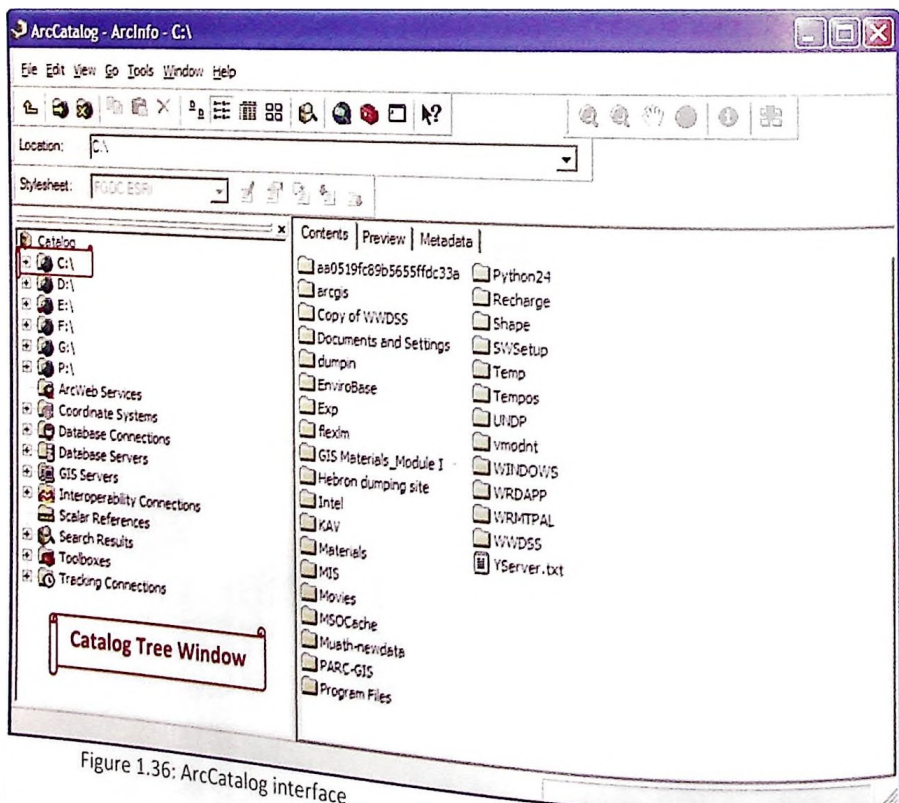 ArcCatalog - ArcInfo - C:\
File Edit View Go Tools Window Help
Location: C:\
Stylesheet: FGDC ESRI
Catalog
C:\
D:\
E:\
F:\
G:\
P:\
ArcWeb Services
Coordinate Systems
Database Connections
Database Servers
GIS Servers
Interoperability Connections
Scalar References
Search Results
Toolboxes
Tracking Connections
Catalog Tree Window
Contents Preview Metadata
aa0519fc89b5655ffdc33a
arcgis
Copy of WWDSS
Documents and Settings
dumpin
EnviroBase
Exp
flexlm
GIS Materials_Module I
Hebron dumping site
Intel
KAV
Materials
MIS
Movies
MSOCache
Muath-newdata
PARC-GIS
Program Files
Python24
Recharge
Shape
SWSetup
Temp
Tempos
UNDP
vmodnt
WINDOWS
WRDAPP
WRMTPAL
WWDSS
YServer.txt
Figure 1.36: ArcCatalog interface